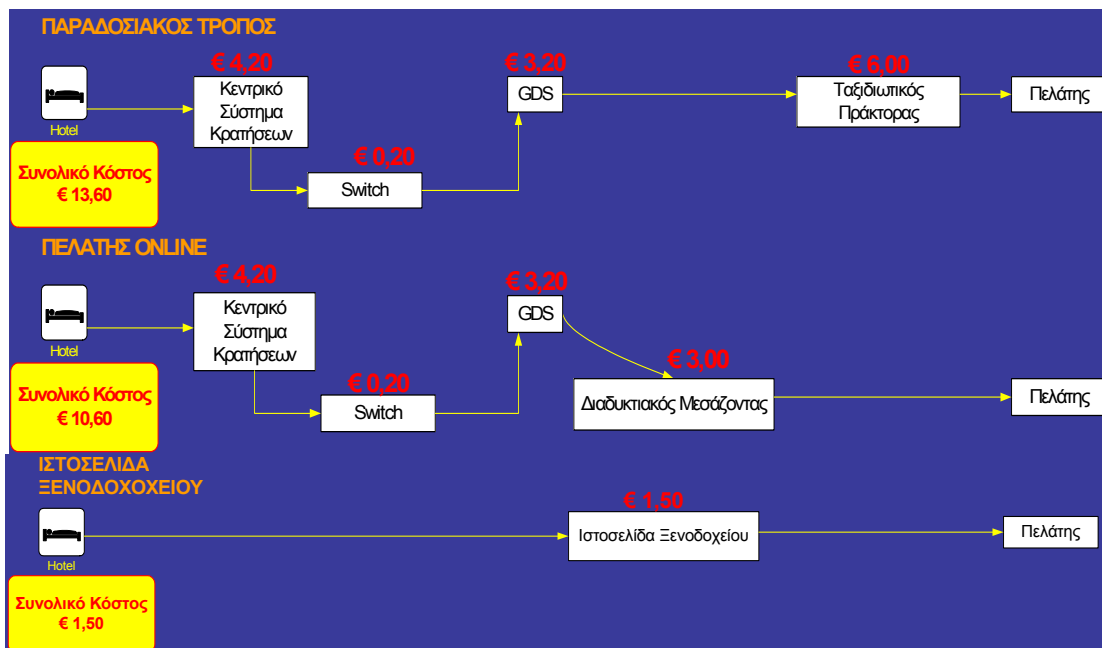 ΠΑΡΑΔΟΣΙΑΚΟΣ ΤΡΟΠΟΣ
€ 4,20
€ 3,20
€ 6,00
Hotel
Κεντρικό
Σύστημα
Κρατήσεων
GDS
Ταξιδιωτικός
Πράκτορας
Πελάτης
€ 0,20
Switch
Συνολικό Κόστος
€ 13,60
ΠΕΛΑΤΗΣ ONLINE
€ 4,20
€ 3,20
Hotel
Κεντρικό
Σύστημα
Κρατήσεων
GDS
€ 0,20
Switch
€ 3,00
Διαδυκτιακός Μεσάζοντας
Πελάτης
Συνολικό Κόστος
€ 10,60
ΙΣΤΟΣΕΛΙΔΑ
ΞΕΝΟΔΟΧΟΧΕΙΟΥ
€ 1,50
Hotel
Ιστοσελίδα Ξενοδοχείου
Πελάτης
Συνολικό Κόστος
€ 1,50